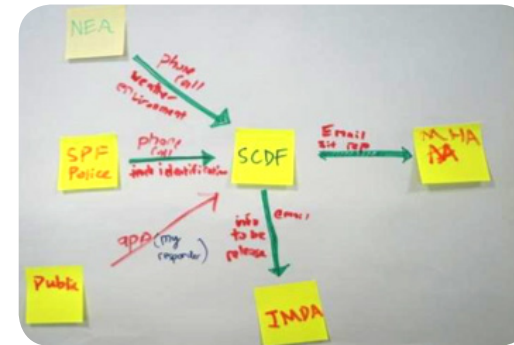 NEA
phone
call
weather
environment
SPF
Police
phone
call
identification
SCDF
Email
sit rep
MHA
app (my
responder)
info
to be
release
email
Public
IMDA